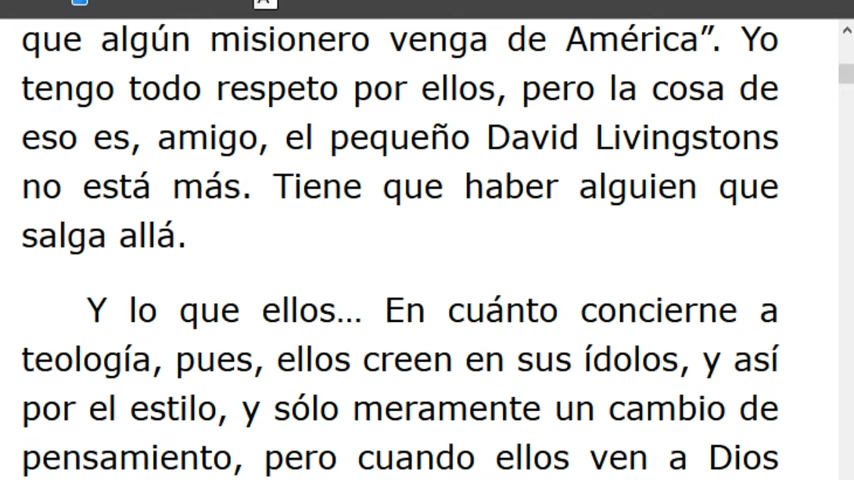 que algún misionero venga de América”. Yo
tengo todo respeto por ellos, pero la cosa de
eso es, amigo, el pequeño David Livingstons
no está más. Tiene que haber alguien que
salga allá.
Y lo que ellos... En cuánto concierne a
teología, pues, ellos creen en sus ídolos, y así
por el estilo, y sólo meramente un cambio de
pensamiento, pero cuando ellos ven a Dios